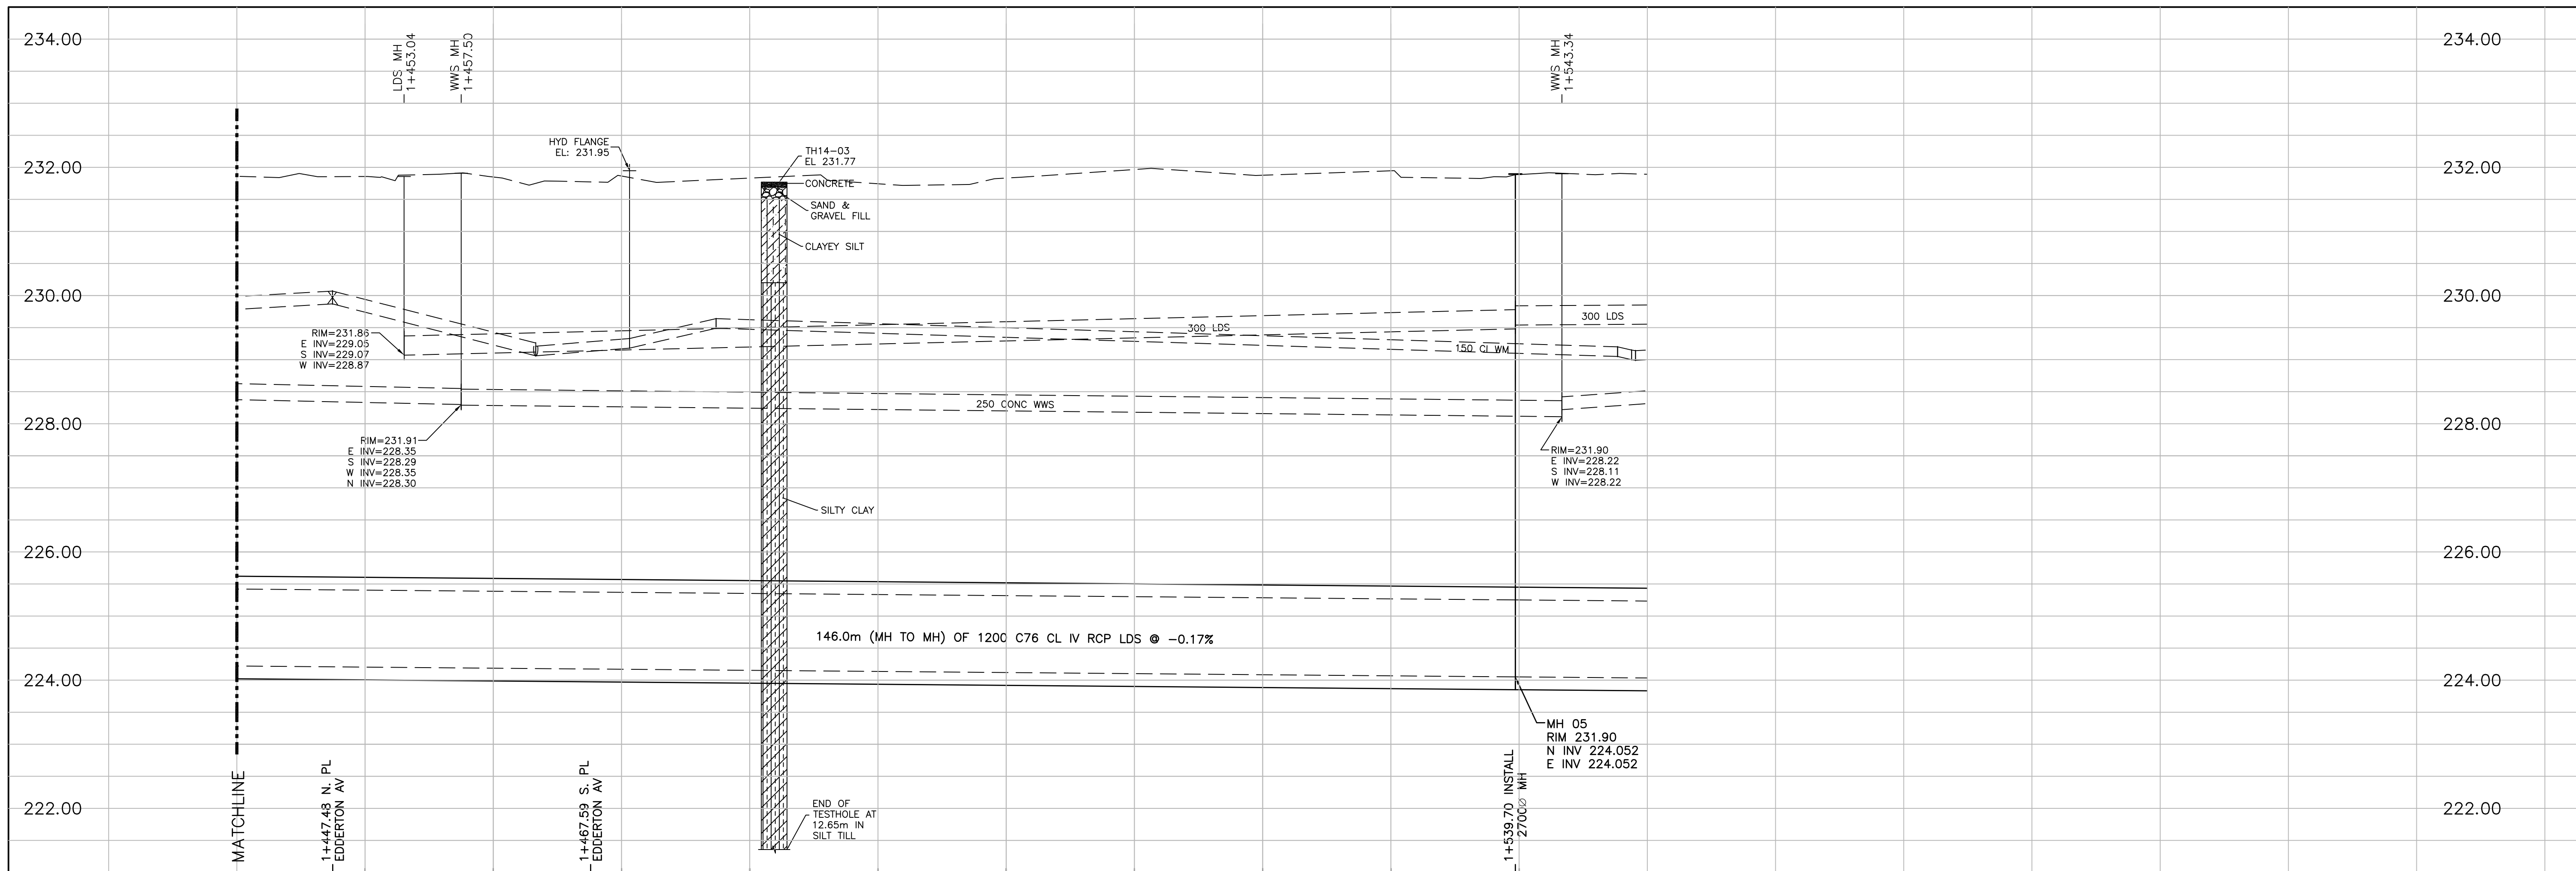 234.00
234.00
LDS MH
1+453.04
WWS MH
1+457.50
WWS MH
1+543.34
HYD FLANGE
EL: 231.95
232.00
232.00
TH14-03
EL 231.77
CONCRETE
SAND &
GRAVEL FILL
CLAYEY SILT
230.00
230.00
300 LDS
300 LDS
150 CI WM
RIM=231.86
E INV=229.05
S INV=229.07
W INV=228.87
250 CONC WWS
228.00
228.00
RIM=231.91
E INV=228.35
S INV=228.29
W INV=228.35
N INV=228.30
RIM=231.90
E INV=228.22
S INV=228.11
W INV=228.22
SILTY CLAY
226.00
226.00
146.0m (MH TO MH) OF 1200 C76 CL IV RCP LDS @ -0.17%
224.00
224.00
MH 05
RIM 231.90
N INV 224.052
E INV 224.052
222.00
222.00
MATCHLINE
1+447.48 N. PL
EDDERTON AV
1+467.59 S. PL
EDDERTON AV
END OF
TESTHOLE AT
12.65m IN
SILT TILL
1+539.70 INSTALL
2700∅ MH